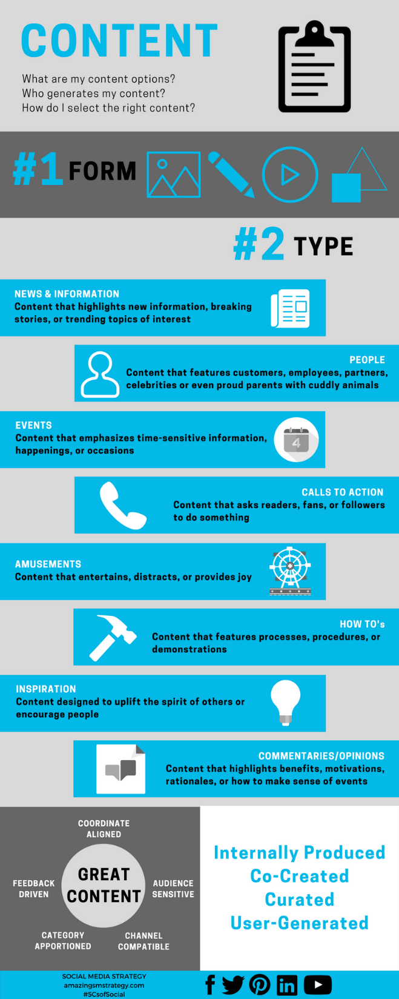 CONTENT
What are my content options?
Who generates my content?
How do I select the right content?
#1 FORM
#2 TYPE
NEWS & INFORMATION
Content that highlights new information, breaking
stories, or trending topics of interest
PEOPLE
Content that features customers, employees, partners,
celebrities or even proud parents with cuddly animals
EVENTS
Content that emphasizes time-sensitive information,
happenings, or occasions
4
CALLS TO ACTION
Content that asks readers, fans, or followers
to do something
AMUSEMENTS
Content that entertains, distracts, or provides joy
HOW TO's
Content that features processes, procedures, or
demonstrations
INSPIRATION
Content designed to uplift the spirit of others or
encourage people
COMMENTARIES/OPINIONS
Content that highlights benefits, motivations,
rationales, or how to make sense of events
COORDINATE
ALIGNED
GREAT
CONTENT
FEEDBACK
DRIVEN
AUDIENCE
SENSITIVE
CATEGORY
APPORTIONED
CHANNEL
COMPATIBLE
Internally Produced
Co-Created
Curated
User-Generated
SOCIAL MEDIA STRATEGY
amazingsmstrategy.com
#5CsofSocial
f
in